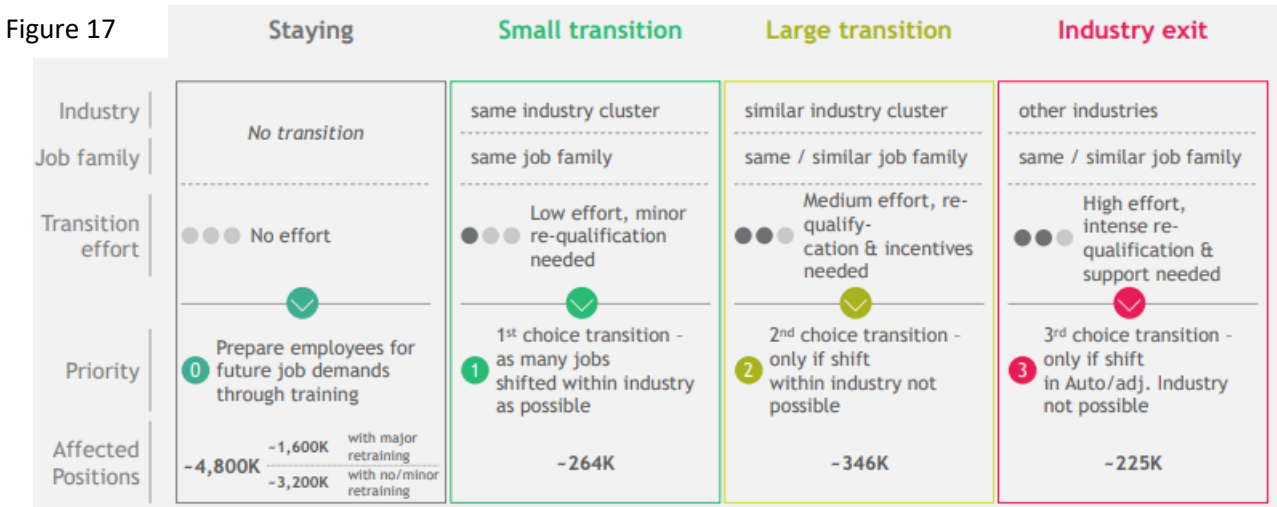 Figure 17
Staying
Small transition
Large transition
Industry exit
Industry
No transition
same industry cluster
similar industry cluster
other industries
Job family
same job family
same / similar job family
same / similar job family
Transition
effort
No effort
Low effort, minor
re-qualification
needed
Medium effort, re-
qualify-
cation & incentives
needed
High effort,
intense re-
qualification &
support needed
Priority
0
Prepare employees for
future job demands
through training
1
1st choice transition –
as many jobs
shifted within industry
as possible
2
2nd choice transition –
only if shift
within industry not
possible
3
3rd choice transition –
only if shift
in Auto/adj. Industry
not possible
Affected
Positions
~4,800K
~1,600K
with major
retraining
~3,200K
with no/minor
retraining
~264K
~346K
~225K